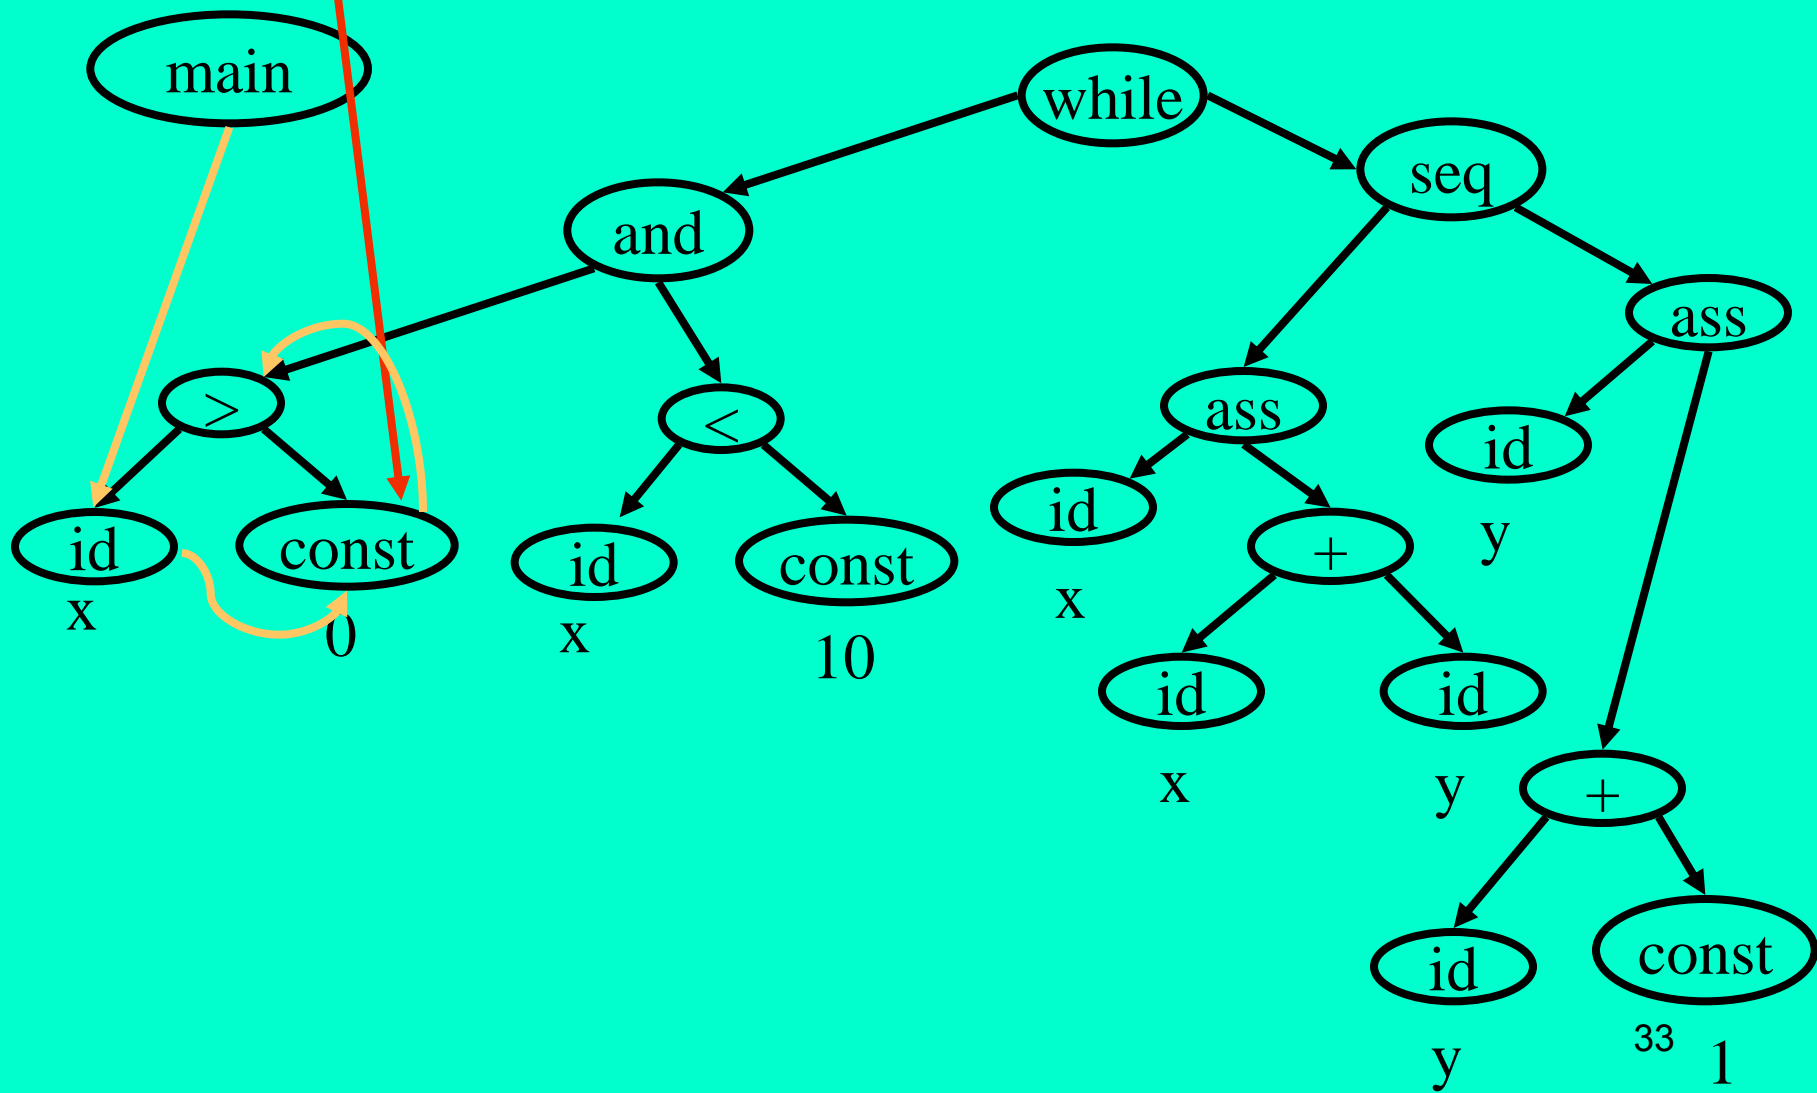 main
while
seq
and
ass
>
<
ass
id
id
const
id
const
id
+
y
x
0
x
10
x
id
id
x
y
+
id
const
y
33
1